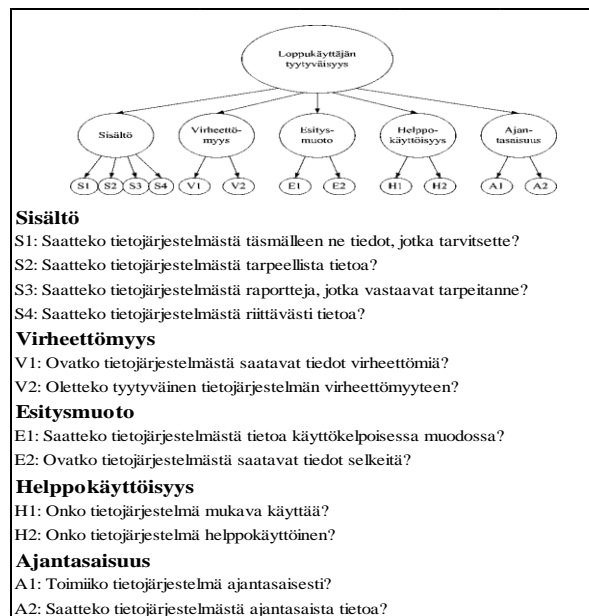 Loppukäyttäjän
tyytyväisyys
Sisältö
Virheettö-
myys
Esitys-
muoto
Helppo-
käyttöisyys
Ajan-
tasaisuus
S1 S2 S3 S4 V1 V2 E1 E2 H1 H2 A1 A2
Sisältö
S1: Saatteko tietojärjestelmästä täsmälleen ne tiedot, jotka tarvitsette?
S2: Saatteko tietojärjestelmästä tarpeellista tietoa?
S3: Saatteko tietojärjestelmästä raportteja, jotka vastaavat tarpeitanne?
S4: Saatteko tietojärjestelmästä riittävästi tietoa?
Virheettömyys
V1: Ovatko tietojärjestelmästä saatavat tiedot virheettömiä?
V2: Oletteko tyytyväinen tietojärjestelmän virheettömyyteen?
Esitysmuoto
E1: Saatteko tietojärjestelmästä tietoa käyttökelpoisessa muodossa?
E2: Ovatko tietojärjestelmästä saatavat tiedot selkeitä?
Helppokäyttöisyys
H1: Onko tietojärjestelmä mukava käyttää?
H2: Onko tietojärjestelmä helppokäyttöinen?
Ajantasaisuus
A1: Toimiiko tietojärjestelmä ajantasaisesti?
A2: Saatteko tietojärjestelmästä ajantasaista tietoa?